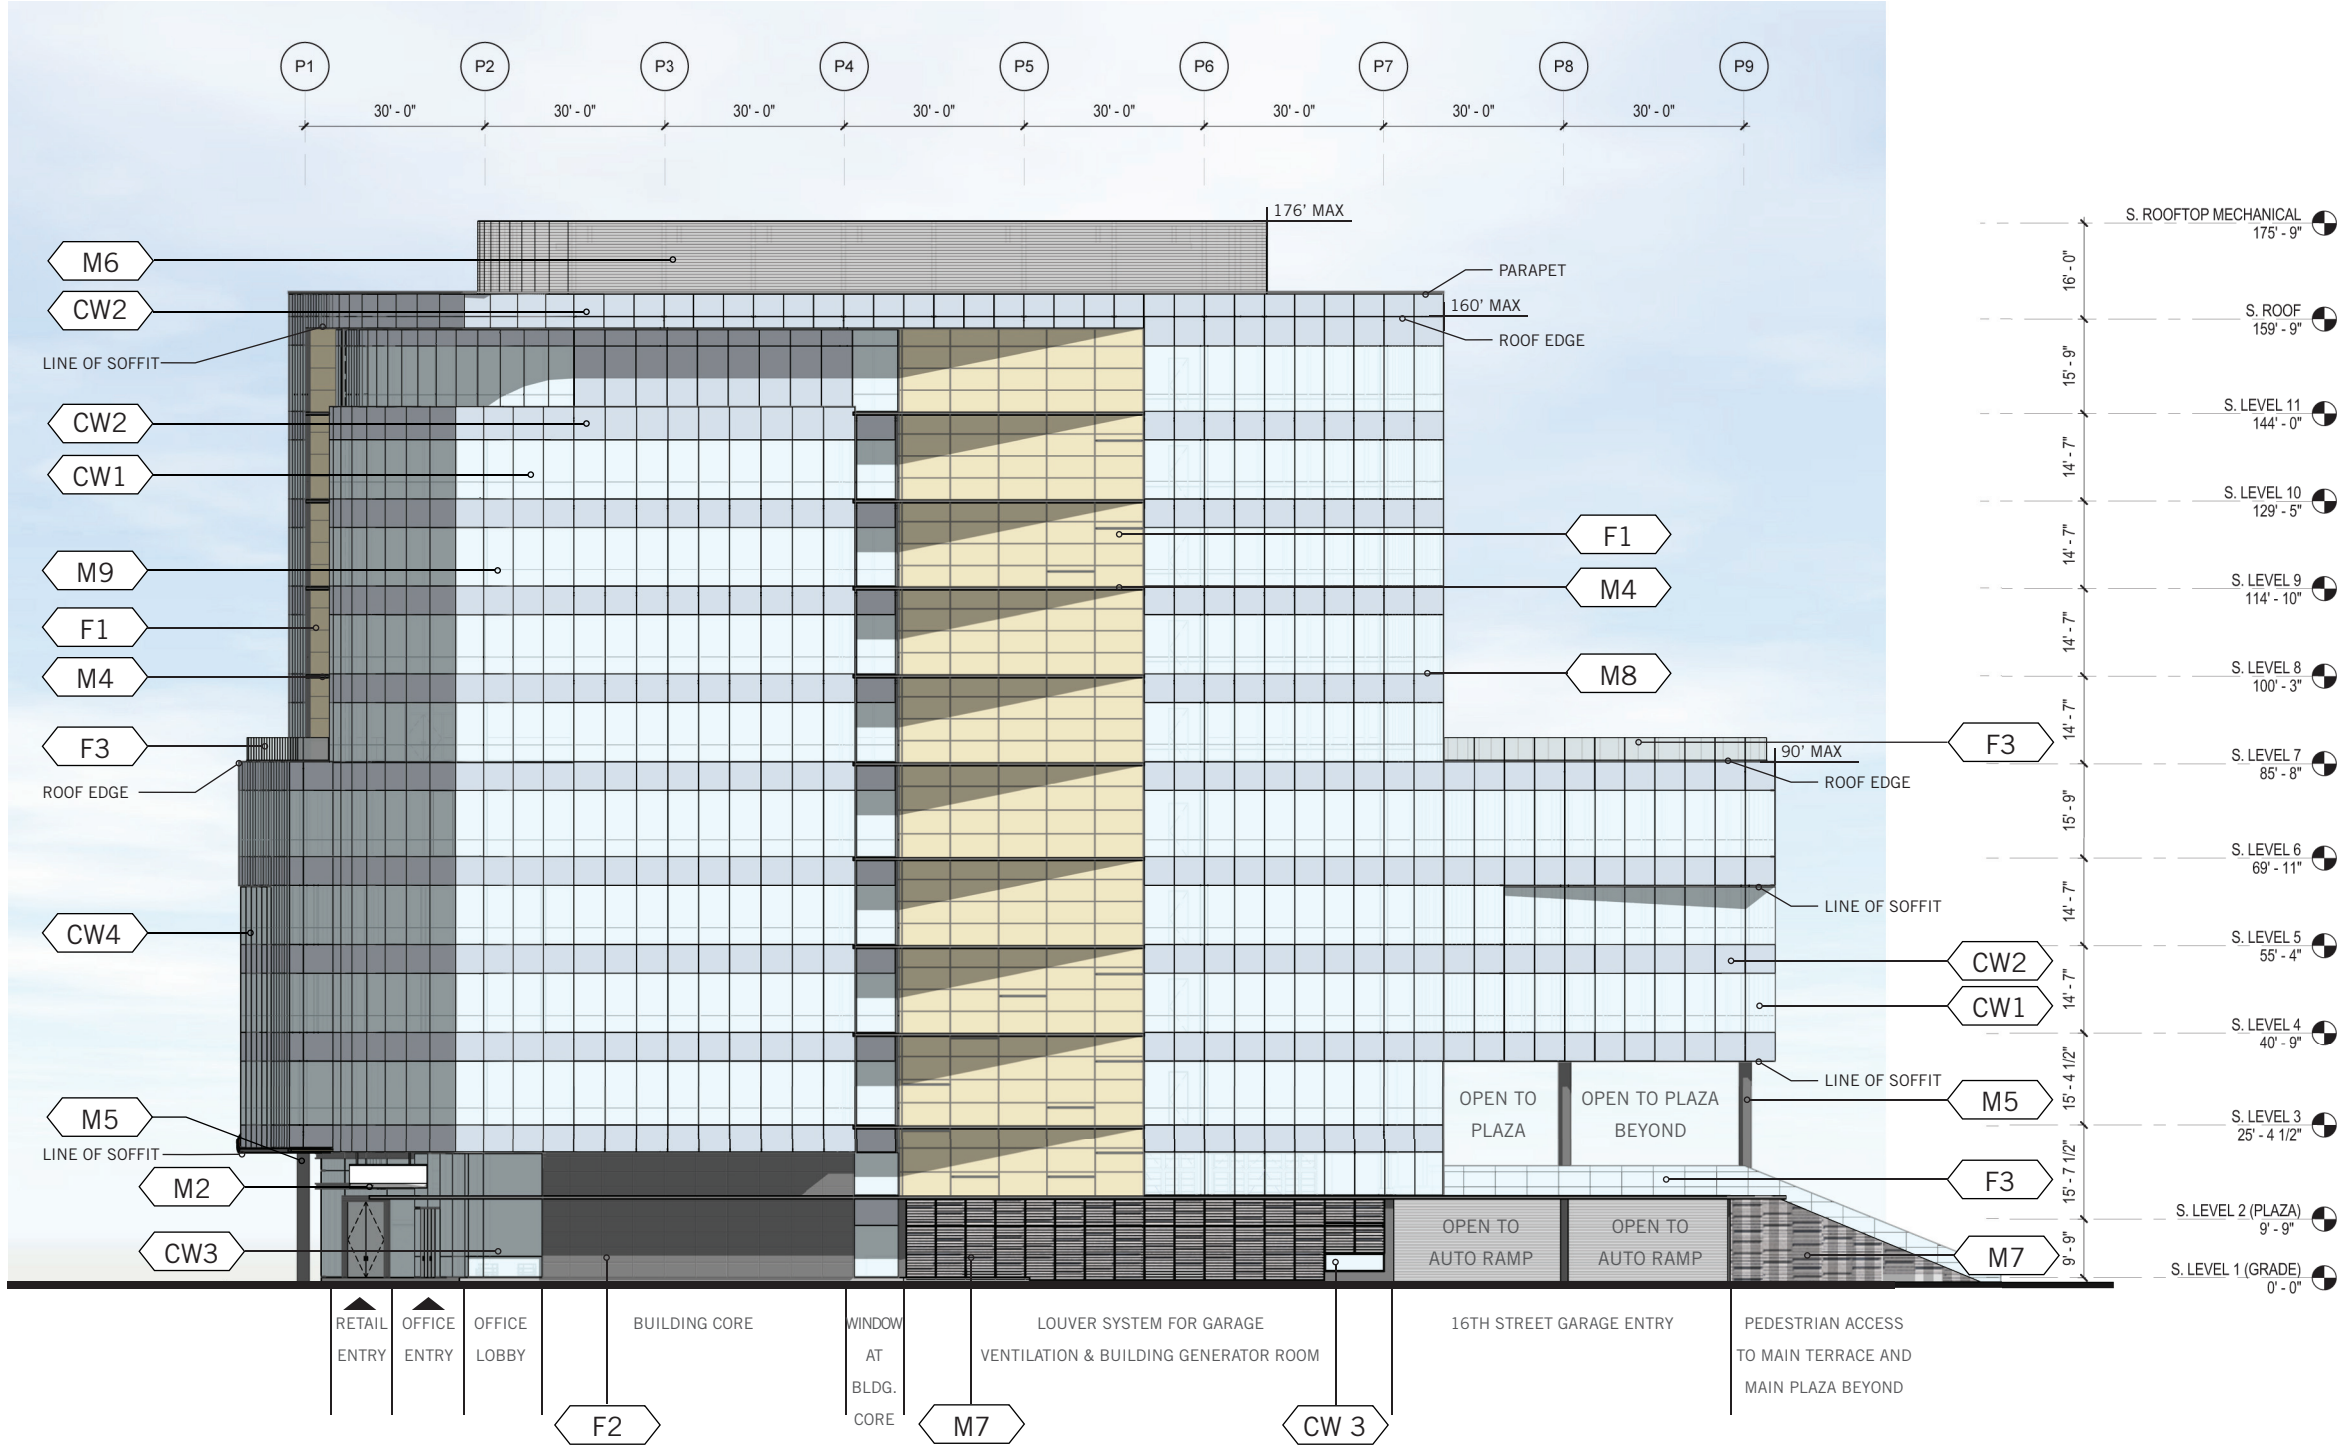 P1 P2 P3 P4 P5 P6 P7 P8 P9
30' - 0" 30' - 0" 30' - 0" 30' - 0" 30' - 0" 30' - 0" 30' - 0" 30' - 0"
176' MAX
S. ROOFTOP MECHANICAL
175' - 9"
M6
PARAPET
16' - 0"
CW2
160' MAX
S. ROOF
159' - 9"
ROOF EDGE
LINE OF SOFFIT
15' - 9"
CW2
S. LEVEL 11
144' - 0"
CW1
14' - 7"
S. LEVEL 10
129' - 5"
F1
14' - 7"
M9
M4
S. LEVEL 9
114' - 10"
F1
14' - 7"
M4
M8
S. LEVEL 8
100' - 3"
14' - 7"
F3
F3
90' MAX
S. LEVEL 7
85' - 8"
ROOF EDGE
ROOF EDGE
15' - 9"
S. LEVEL 6
69' - 11"
LINE OF SOFFIT
14' - 7"
CW4
S. LEVEL 5
55' - 4"
CW2
CW1
14' - 7"
S. LEVEL 4
40' - 9"
LINE OF SOFFIT
OPEN TO
PLAZA
OPEN TO PLAZA
BEYOND
M5
15' - 4 1/2"
M5
S. LEVEL 3
25' - 4 1/2"
LINE OF SOFFIT
M2
F3
15' - 7 1/2"
S. LEVEL 2 (PLAZA)
9' - 9"
CW3
OPEN TO
AUTO RAMP
OPEN TO
AUTO RAMP
M7
9' - 9"
S. LEVEL 1 (GRADE)
0' - 0"
RETAIL
ENTRY
OFFICE
ENTRY
OFFICE
LOBBY
BUILDING CORE
WINDOW
AT
BLDG.
CORE
LOUVER SYSTEM FOR GARAGE
VENTILATION & BUILDING GENERATOR ROOM
16TH STREET GARAGE ENTRY
PEDESTRIAN ACCESS
TO MAIN TERRACE AND
MAIN PLAZA BEYOND
F2
M7
CW 3